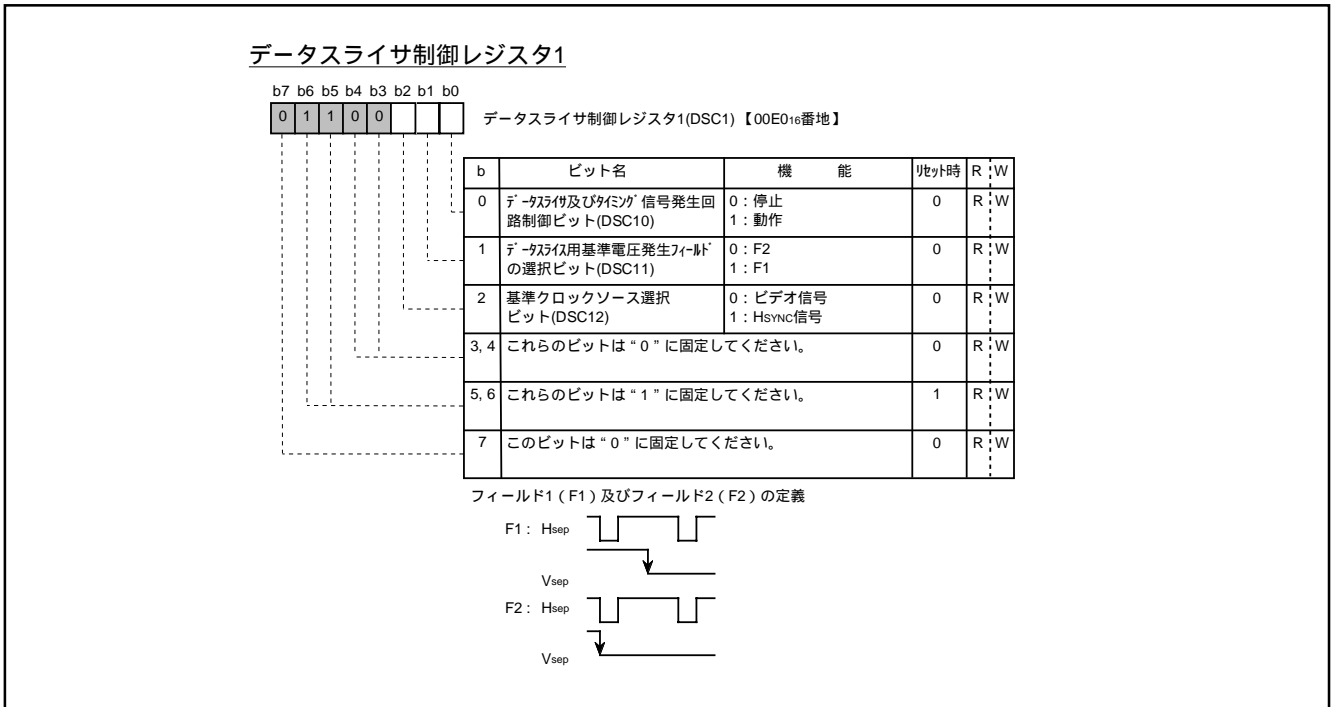 データスライサ制御レジスタ1
b7 b6 b5 b4 b3 b2 b1 b0
0 1 1 0 0
データスライサ制御レジスタ1(DSC1)【00E016番地】
b ビット名 機 能 リセット時 R W
0 データスライサ及びタイミング信号発生回 0：停止 0 R W
路制御ビット(DSC10) 1：動作
1 データスライス用基準電圧発生フィールド 0：F2 0 R W
の選択ビット(DSC11) 1：F1
2 基準クロックソース選択 0：ビデオ信号 0 R W
ビット(DSC12) 1：HSYNC信号
3, 4 これらのビットは“0”に固定してください。 0 R W
5, 6 これらのビットは“1”に固定してください。 1 R W
7 このビットは“0”に固定してください。 0 R W
フィールド1（F1）及びフィールド2（F2）の定義
F1： Hsep
Vsep
F2： Hsep
Vsep